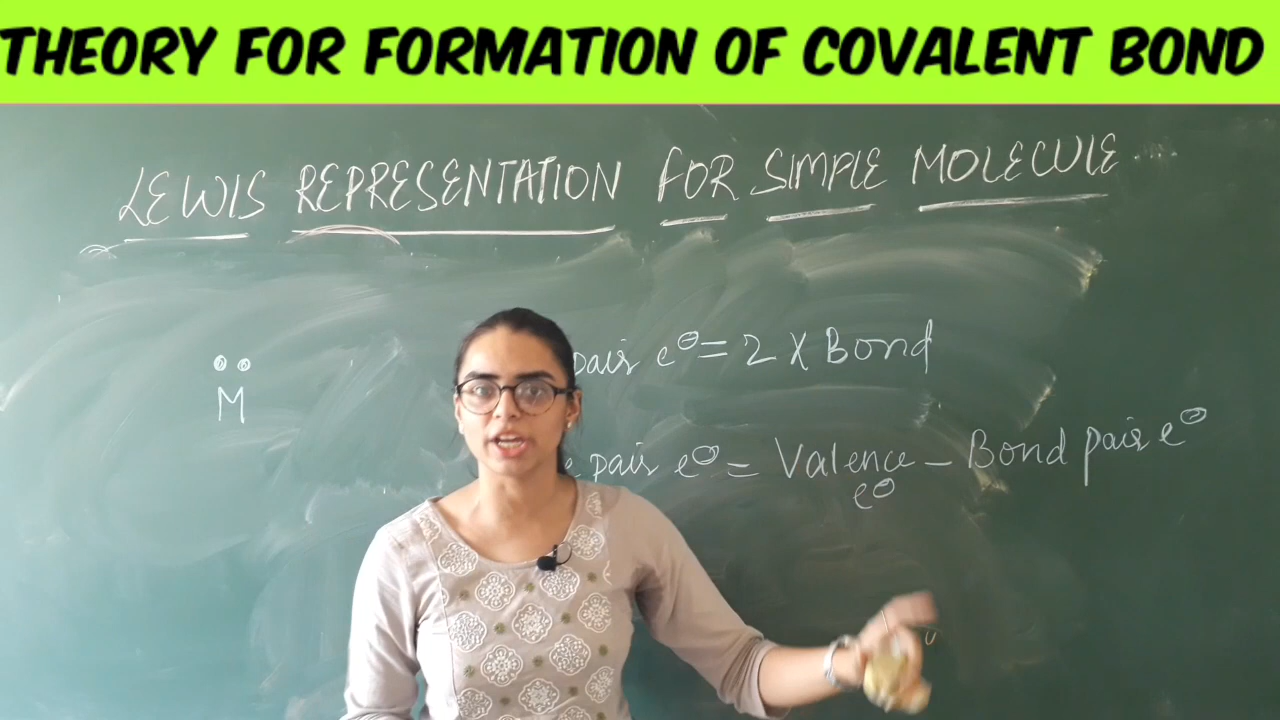 THEORY FOR FORMATION OF COVALENT BOND
LEWIS REPRESENTATION FOR SIMPLE MOLECULE
M
pair e⊖ = 2 X Bond
e pair e⊖ = Valence e⊖ - Bond pair e⊖